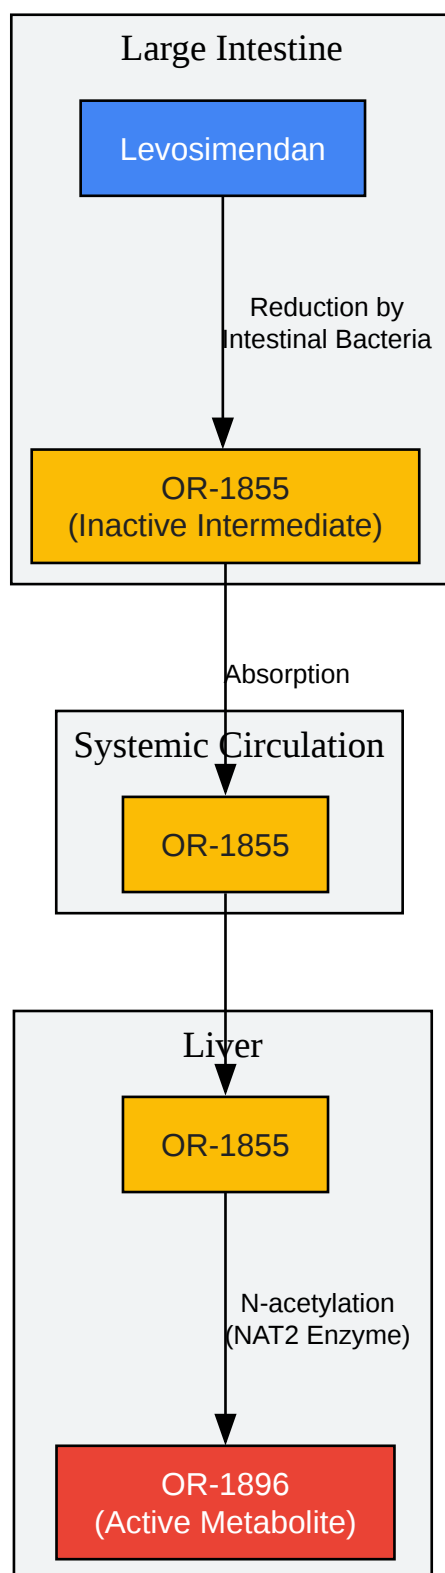 Large Intestine
Levosimendan
Reduction by
Intestinal Bacteria
OR-1855
(Inactive Intermediate)
Absorption
Systemic Circulation
OR-1855
Liver
OR-1855
N-acetylation
(NAT2 Enzyme)
OR-1896
(Active Metabolite)